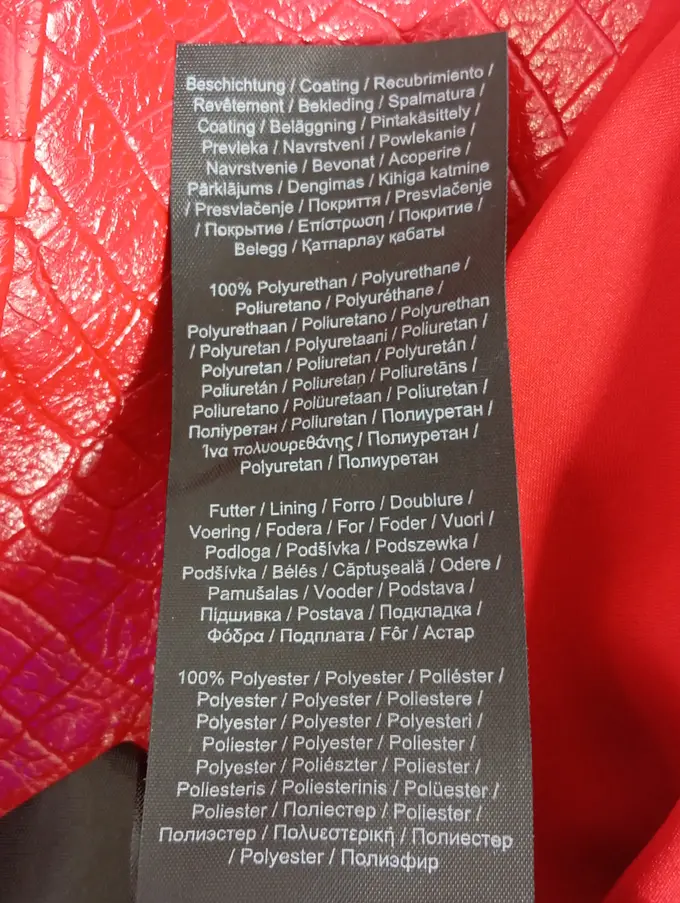 Beschichtung / Coating / Recubrimiento /
Revêtement / Bekleding / Spalmatura /
Coating / Beläggning / Pintakäsittely /
Prevleka / Navrstveni / Powlekanie /
Navrstvenie / Bevonat / Acoperire /
Pārklājums / Dengimas / Kihiga katmine
/ Presvlačenje / Покриття / Presvlačenje
/ Покрытие / Επίστρωση / Покритие /
Belegg / Қатпарлау қабаты
100% Polyurethan / Polyurethane /
Poliuretano / Polyuréthane /
Polyurethaan / Poliuretano / Polyurethan
/ Polyuretan / Polyuretaani / Poliuretan /
Polyuretan / Poliuretan / Polyuretán /
Poliuretán / Poliuretan / Poliuretāns /
Poliuretano / Polüuretaan / Poliuretan /
Поліуретан / Poliuretan / Полиуретан /
Ίνα πολυουρεθάνης / Полиуретан /
Polyuretan / Полиуретан
Futter / Lining / Forro / Doublure /
Voering / Fodera / For / Foder / Vuori /
Podloga / Podšívka / Podszewka /
Podšívka / Bélés / Căptuşeală / Odere /
Pamušalas / Vooder / Podstava /
Підшивка / Postava / Подкладка /
Φόδρα / Подплата / Fôr / Астар
100% Polyester / Polyester / Poliéster /
Polyester / Polyester / Poliestere /
Polyester / Polyester / Polyesteri /
Poliester / Polyester / Poliester /
Polyester / Poliészter / Poliester /
Poliesteris / Poliesterinis / Polüester /
Poliester / Поліестер / Poliester /
Полиэстер / Πολυεστερική / Полиестер
/ Polyester / Полиэфир